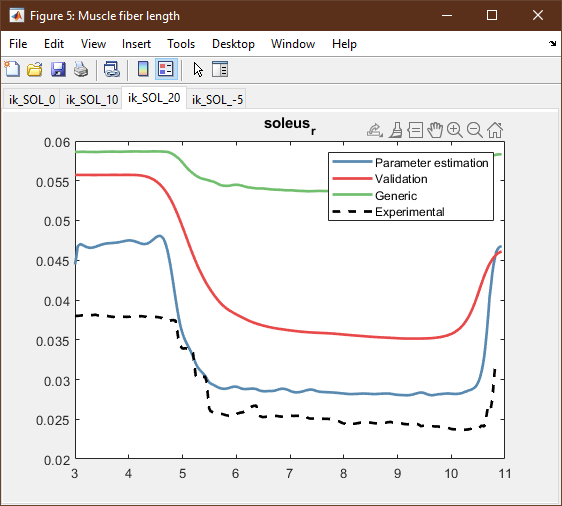 Figure 5: Muscle fiber length
File Edit View Insert Tools Desktop Window Help
ik_SOL_0 ik_SOL_10 ik_SOL_20 ik_SOL_-5
soleus_r
Parameter estimation
Validation
Generic
Experimental
0.06
0.055
0.05
0.045
0.04
0.035
0.03
0.025
0.02
3 4 5 6 7 8 9 10 11